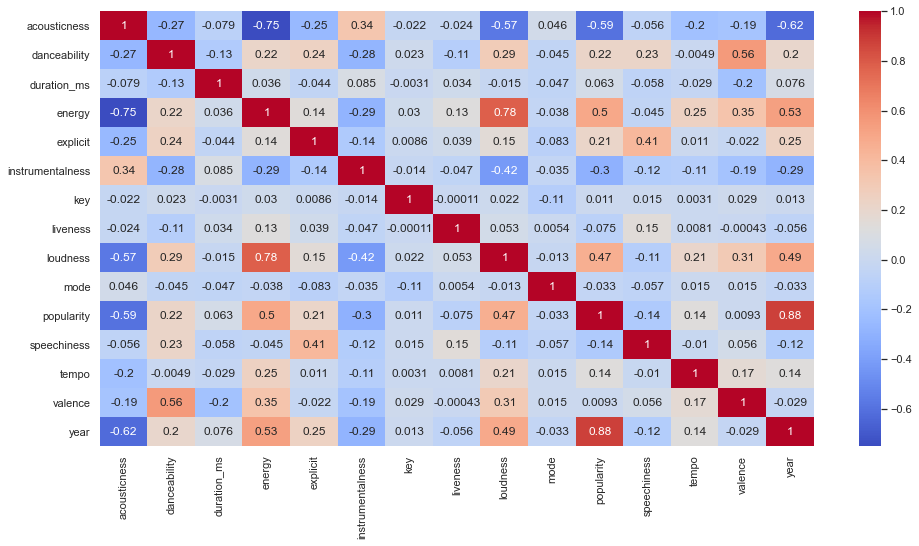 acousticness 1 -0.27 -0.079 -0.75 -0.25 0.34 -0.022 -0.024 -0.57 0.046 -0.59 -0.056 -0.2 -0.19 -0.62
danceability -0.27 1 -0.13 0.22 0.24 -0.28 0.023 -0.11 0.29 -0.045 0.22 0.23 -0.0049 0.56 0.2
duration_ms -0.079 -0.13 1 0.036 -0.044 0.085 -0.0031 0.034 -0.015 -0.047 0.063 -0.058 -0.029 -0.2 0.076
energy -0.75 0.22 0.036 1 0.14 -0.29 0.03 0.13 0.78 -0.038 0.5 -0.045 0.25 0.35 0.53
explicit -0.25 0.24 -0.044 0.14 1 -0.14 0.0086 0.039 0.15 -0.083 0.21 0.41 0.011 -0.022 0.25
instrumentalness 0.34 -0.28 0.085 -0.29 -0.14 1 -0.014 -0.047 -0.42 -0.035 -0.3 -0.12 -0.11 -0.19 -0.29
key -0.022 0.023 -0.0031 0.03 0.0086 -0.014 1 -0.00011 0.022 -0.11 0.011 0.015 0.0031 0.029 0.013
liveness -0.024 -0.11 0.034 0.13 0.039 -0.047 -0.00011 1 0.053 0.0054 -0.075 0.15 0.0081 -0.00043 -0.056
loudness -0.57 0.29 -0.015 0.78 0.15 -0.42 0.022 0.053 1 -0.013 0.47 -0.11 0.21 0.31 0.49
mode 0.046 -0.045 -0.047 -0.038 -0.083 -0.035 -0.11 0.0054 -0.013 1 -0.033 -0.057 0.015 0.015 -0.033
popularity -0.59 0.22 0.063 0.5 0.21 -0.3 0.011 -0.075 0.47 -0.033 1 -0.14 0.14 0.0093 0.88
speechiness -0.056 0.23 -0.058 -0.045 0.41 -0.12 0.015 0.15 -0.11 -0.057 -0.14 1 -0.01 0.056 -0.12
tempo -0.2 -0.0049 -0.029 0.25 0.011 -0.11 0.0031 0.0081 0.21 0.015 0.14 -0.01 1 0.17 0.14
valence -0.19 0.56 -0.2 0.35 -0.022 -0.19 0.029 -0.00043 0.31 0.015 0.0093 0.056 0.17 1 -0.029
year -0.62 0.2 0.076 0.53 0.25 -0.29 0.013 -0.056 0.49 -0.033 0.88 -0.12 0.14 -0.029 1
acousticness
danceability
duration_ms
energy
explicit
instrumentalness
key
liveness
loudness
mode
popularity
speechiness
tempo
valence
year
1.0
0.8
0.6
0.4
0.2
0.0
-0.2
-0.4
-0.6